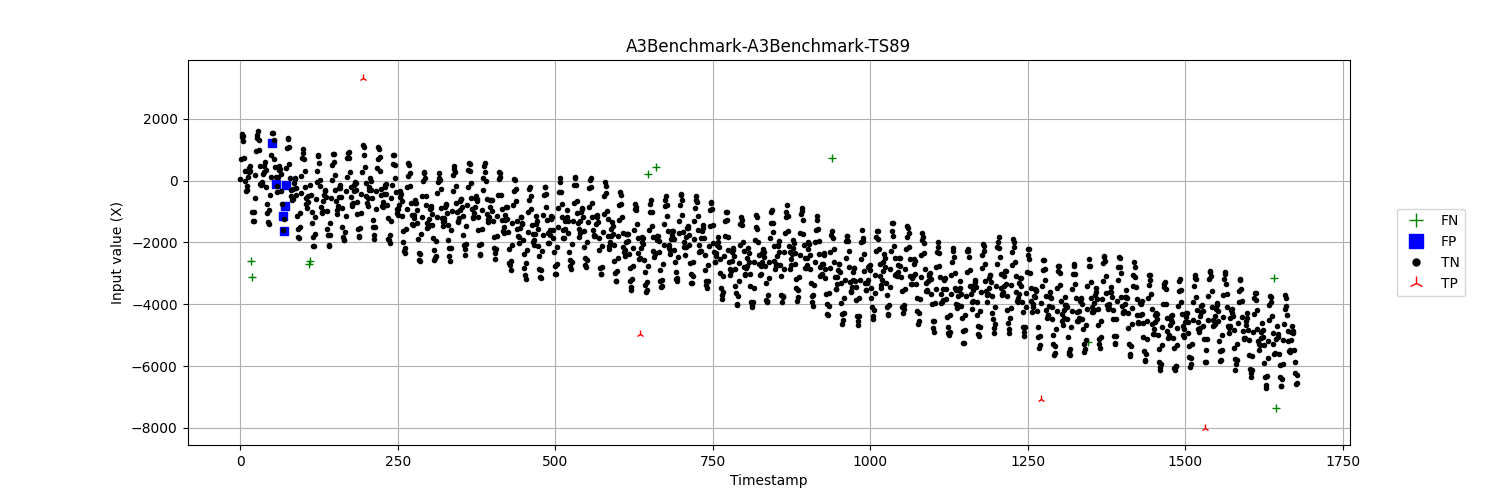 A3Benchmark-A3Benchmark-TS89
Input value (X)
2000
0
−2000
−4000
−6000
−8000
0
250
500
750
1000
1250
1500
1750
Timestamp
FN
FP
TN
TP